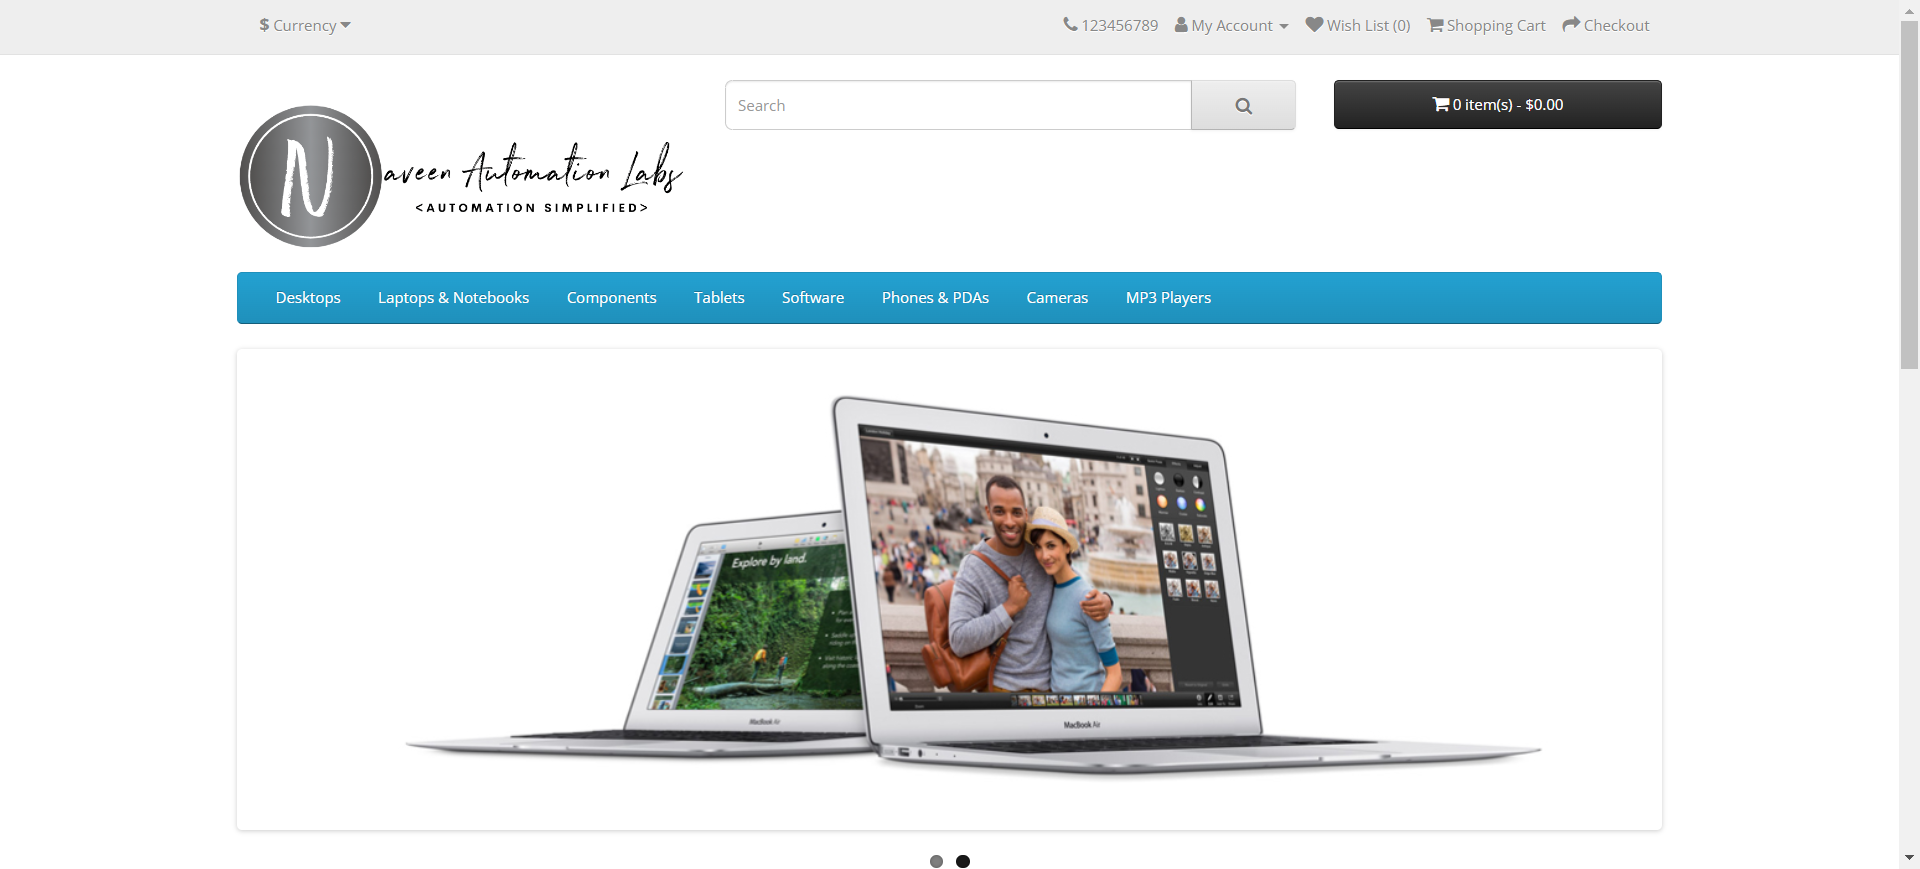 $ Currency
123456789 My Account Wish List (0) Shopping Cart Checkout
Search
0 item(s) - $0.00
N
aveen Automation Labs
<AUTOMATION SIMPLIFIED>
Desktops Laptops & Notebooks Components Tablets Software Phones & PDAs Cameras MP3 Players
Explore by land.
MacBook Air
MacBook Air